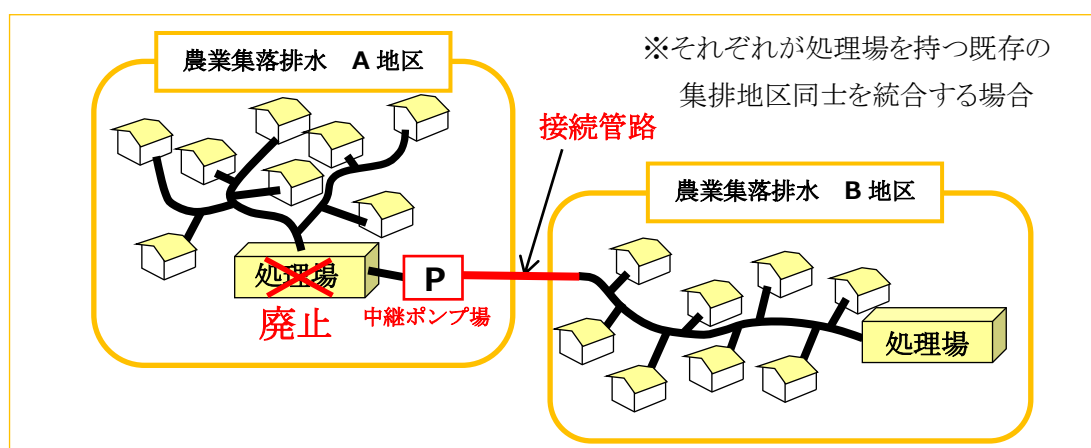 農業集落排水 A 地区
※それぞれが処理場を持つ既存の
集排地区同士を統合する場合
接続管路
農業集落排水 B 地区
処理場
廃止
P
中継ポンプ場
処理場